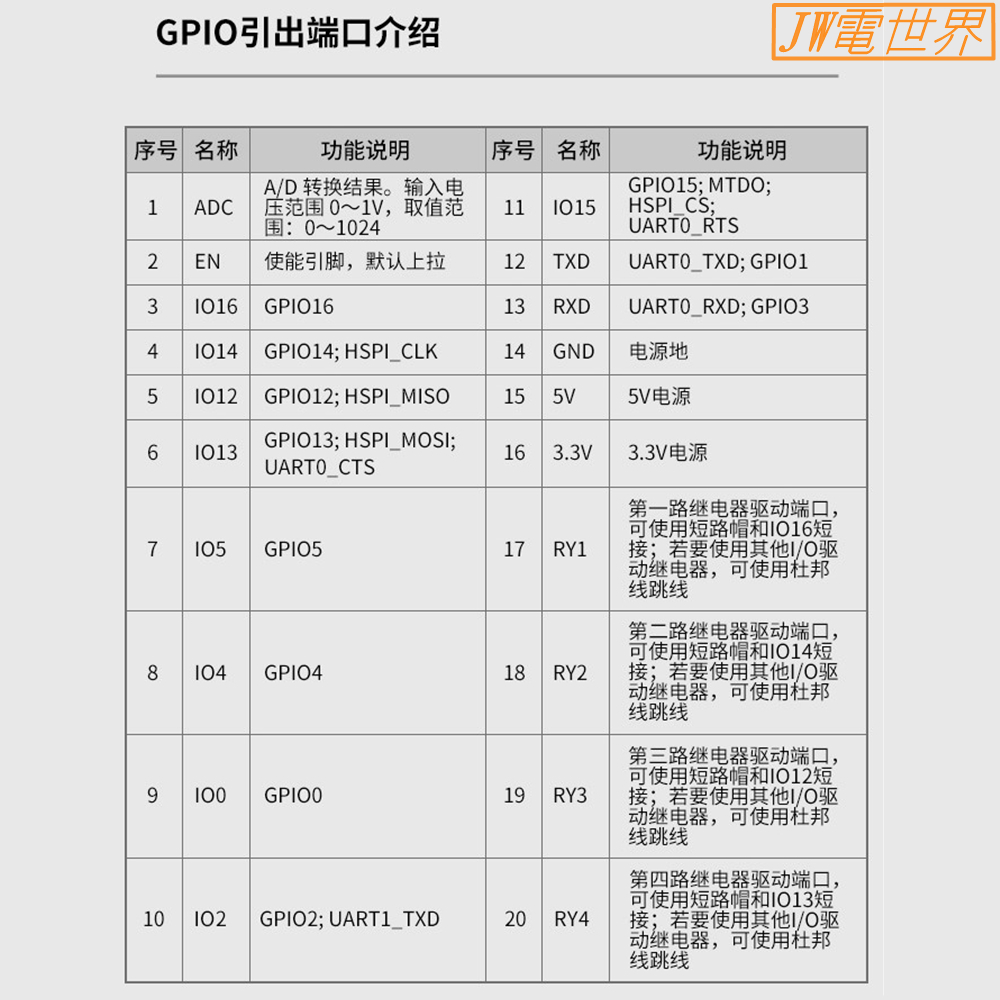 GPIO引出端口介绍
JW電世界
序号 名称 功能说明 序号 名称 功能说明
1 ADC
A/D 转换结果。输入电
压范围 0～1V，取值范
围：0～1024
11 IO15
GPIO15; MTDO;
HSPI_CS;
UART0_RTS
2 EN 使能引脚，默认上拉 12 TXD UART0_TXD; GPIO1
3 IO16 GPIO16 13 RXD UART0_RXD; GPIO3
4 IO14 GPIO14; HSPI_CLK 14 GND 电源地
5 IO12 GPIO12; HSPI_MISO 15 5V 5V电源
6 IO13
GPIO13; HSPI_MOSI;
UART0_CTS
16 3.3V 3.3V电源
7 IO5 GPIO5 17 RY1
第一路继电器驱动端口，
可使用短路帽和IO16短
接；若要使用其他I/O驱
动继电器，可使用杜邦
线跳线
8 IO4 GPIO4 18 RY2
第二路继电器驱动端口，
可使用短路帽和IO14短
接；若要使用其他I/O驱
动继电器，可使用杜邦
线跳线
9 IO0 GPIO0 19 RY3
第三路继电器驱动端口，
可使用短路帽和IO12短
接；若要使用其他I/O驱
动继电器，可使用杜邦
线跳线
10 IO2 GPIO2; UART1_TXD 20 RY4
第四路继电器驱动端口，
可使用短路帽和IO13短
接；若要使用其他I/O驱
动继电器，可使用杜邦
线跳线